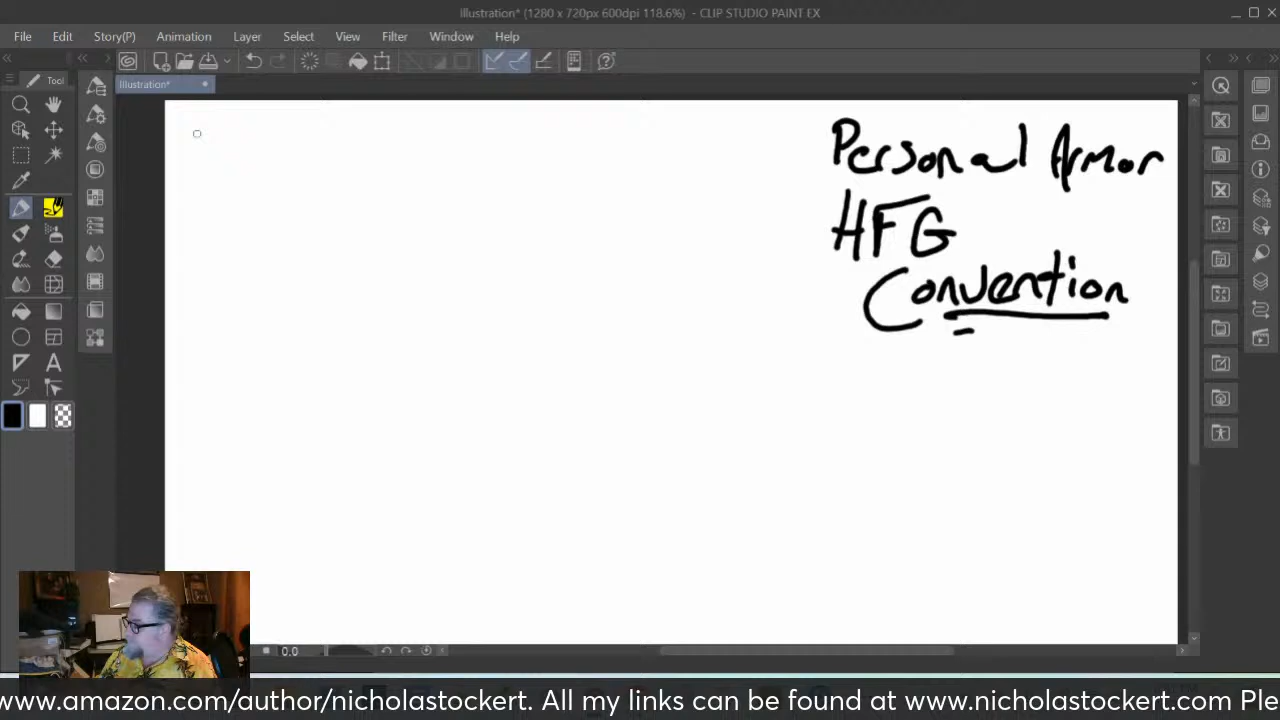 Illustration* (1280 x 720px 600dpi 118.6%) - CLIP STUDIO PAINT EX
File Edit Story(P) Animation Layer Select View Filter Window Help
Tool
Illustration*
Personal Armor
HFG
Convention
0.0
www.amazon.com/author/nicholastockert. All my links can be found at www.nicholastockert.com Ple